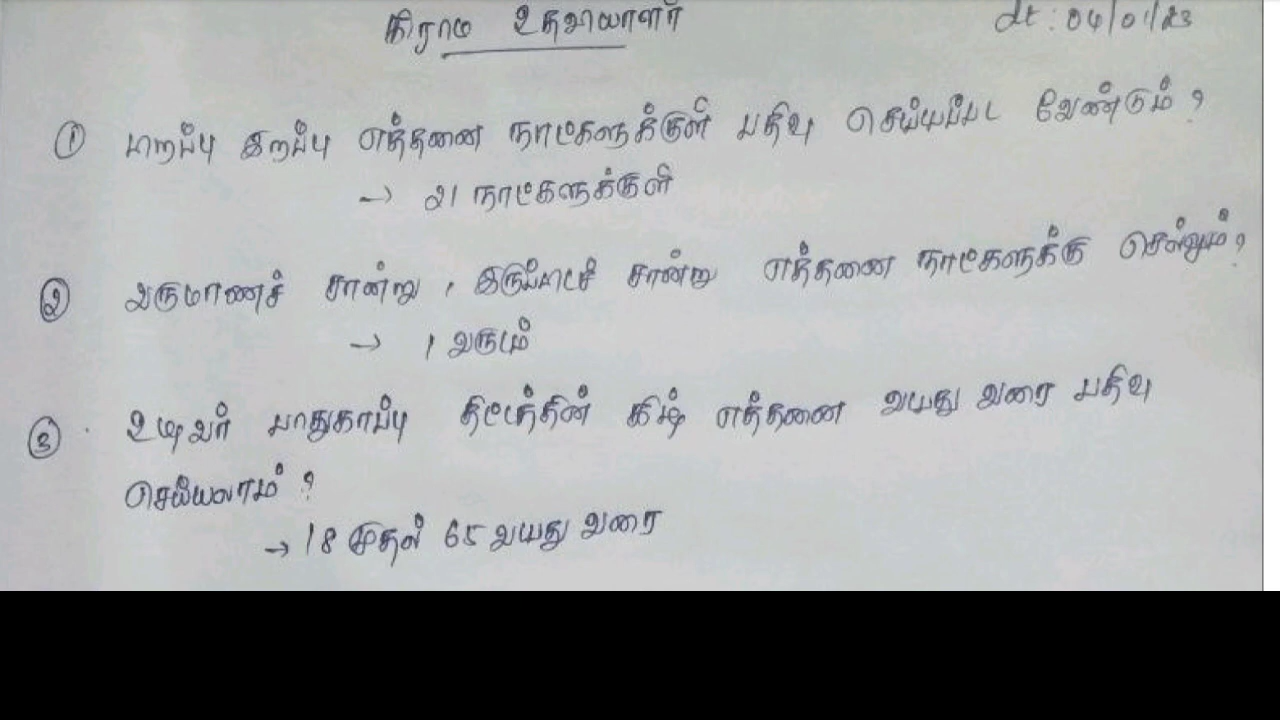 கிராம உதவியாளர்
dt : 04/01/23
① பிறப்பு இறப்பு எத்தனை நாட்களுக்குள் பதிவு செய்யப்பட வேண்டும் ?
→ 21 நாட்களுக்குள்
② வருமானச் சான்று , இருப்பிடச் சான்று எத்தனை நாட்களுக்கு செல்லும் ?
→ 1 வருடம்
③ உழவர் பாதுகாப்பு திட்டத்தின் கீழ் எத்தனை வயது வரை பதிவு
செய்யலாம் ?
→ 18 முதல் 65 வயது வரை